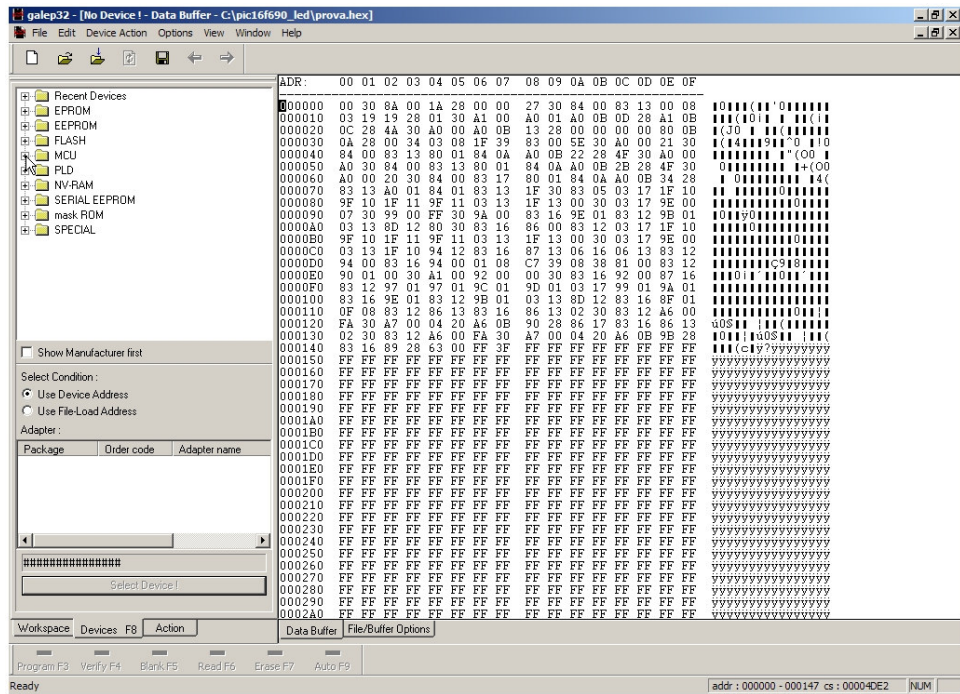 galep32 - [No Device ! - Data Buffer - C:\pic16f690_led\prova.hex]
File Edit Device Action Options View Window Help
Recent Devices
EPROM
EEPROM
FLASH
MCU
PLD
NV-RAM
SERIAL EEPROM
mask ROM
SPECIAL
Show Manufacturer first
Select Condition :
Use Device Address
Use File-Load Address
Adapter :
Package Order code Adapter name
################
Select Device !
Workspace Devices F8 Action
ADR: 00 01 02 03 04 05 06 07 08 09 0A 0B 0C 0D 0E 0F
000000 00 30 8A 00 1A 28 00 00 27 30 84 00 83 13 00 08
000010 03 19 19 28 01 30 A1 00 A0 01 A0 0B 0D 28 A1 0B
000020 0C 28 4A 30 A0 00 A0 0B 13 28 00 00 00 00 80 0B
000030 0A 28 00 34 03 08 1F 39 83 00 5E 30 A0 00 21 30
000040 84 00 83 13 80 01 84 0A A0 0B 22 28 4F 30 A0 00
000050 A0 30 84 00 83 13 80 01 84 0A A0 0B 2B 28 4F 30
000060 A0 00 20 30 84 00 83 17 80 01 84 0A A0 0B 34 28
000070 83 13 A0 01 84 01 83 13 1F 30 83 05 03 17 1F 10
000080 9F 10 1F 11 9F 11 03 13 1F 13 00 30 03 17 9E 00
000090 07 30 99 00 FF 30 9A 00 83 16 9E 01 83 12 9B 01
0000A0 03 13 8D 12 80 30 83 16 86 00 83 12 03 17 1F 10
0000B0 9F 10 1F 11 9F 11 03 13 1F 13 00 30 03 17 9E 00
0000C0 03 13 1F 10 94 12 83 16 87 13 06 16 06 13 83 12
0000D0 94 00 83 16 94 00 01 08 C7 39 08 38 81 00 83 12
0000E0 90 01 00 30 A1 00 92 00 00 30 83 16 92 00 87 16
0000F0 83 12 97 01 97 01 9C 01 9D 01 03 17 99 01 9A 01
000100 83 16 9E 01 83 12 9B 01 03 13 8D 12 83 16 8F 01
000110 0F 08 83 12 86 13 83 16 86 13 02 30 83 12 A6 00
000120 FA 30 A7 00 04 20 A6 0B 90 28 86 17 83 16 86 13
000130 02 30 83 12 A6 00 FA 30 A7 00 04 20 A6 0B 9B 28
000140 83 16 89 28 63 00 FF 3F FF FF FF FF FF FF FF FF
000150 FF FF FF FF FF FF FF FF FF FF FF FF FF FF FF FF
000160 FF FF FF FF FF FF FF FF FF FF FF FF FF FF FF FF
000170 FF FF FF FF FF FF FF FF FF FF FF FF FF FF FF FF
000180 FF FF FF FF FF FF FF FF FF FF FF FF FF FF FF FF
000190 FF FF FF FF FF FF FF FF FF FF FF FF FF FF FF FF
0001A0 FF FF FF FF FF FF FF FF FF FF FF FF FF FF FF FF
0001B0 FF FF FF FF FF FF FF FF FF FF FF FF FF FF FF FF
0001C0 FF FF FF FF FF FF FF FF FF FF FF FF FF FF FF FF
0001D0 FF FF FF FF FF FF FF FF FF FF FF FF FF FF FF FF
0001E0 FF FF FF FF FF FF FF FF FF FF FF FF FF FF FF FF
0001F0 FF FF FF FF FF FF FF FF FF FF FF FF FF FF FF FF
000200 FF FF FF FF FF FF FF FF FF FF FF FF FF FF FF FF
000210 FF FF FF FF FF FF FF FF FF FF FF FF FF FF FF FF
000220 FF FF FF FF FF FF FF FF FF FF FF FF FF FF FF FF
000230 FF FF FF FF FF FF FF FF FF FF FF FF FF FF FF FF
000240 FF FF FF FF FF FF FF FF FF FF FF FF FF FF FF FF
000250 FF FF FF FF FF FF FF FF FF FF FF FF FF FF FF FF
000260 FF FF FF FF FF FF FF FF FF FF FF FF FF FF FF FF
000270 FF FF FF FF FF FF FF FF FF FF FF FF FF FF FF FF
000280 FF FF FF FF FF FF FF FF FF FF FF FF FF FF FF FF
000290 FF FF FF FF FF FF FF FF FF FF FF FF FF FF FF FF
0002A0 FF FF FF FF FF FF FF FF FF FF FF FF FF FF FF FF
Data Buffer File/Buffer Options
Program F3 Verify F4 Blank F5 Read F6 Erase F7 Auto F9
Ready addr : 000000 - 000147 cs : 00004DE2 NUM